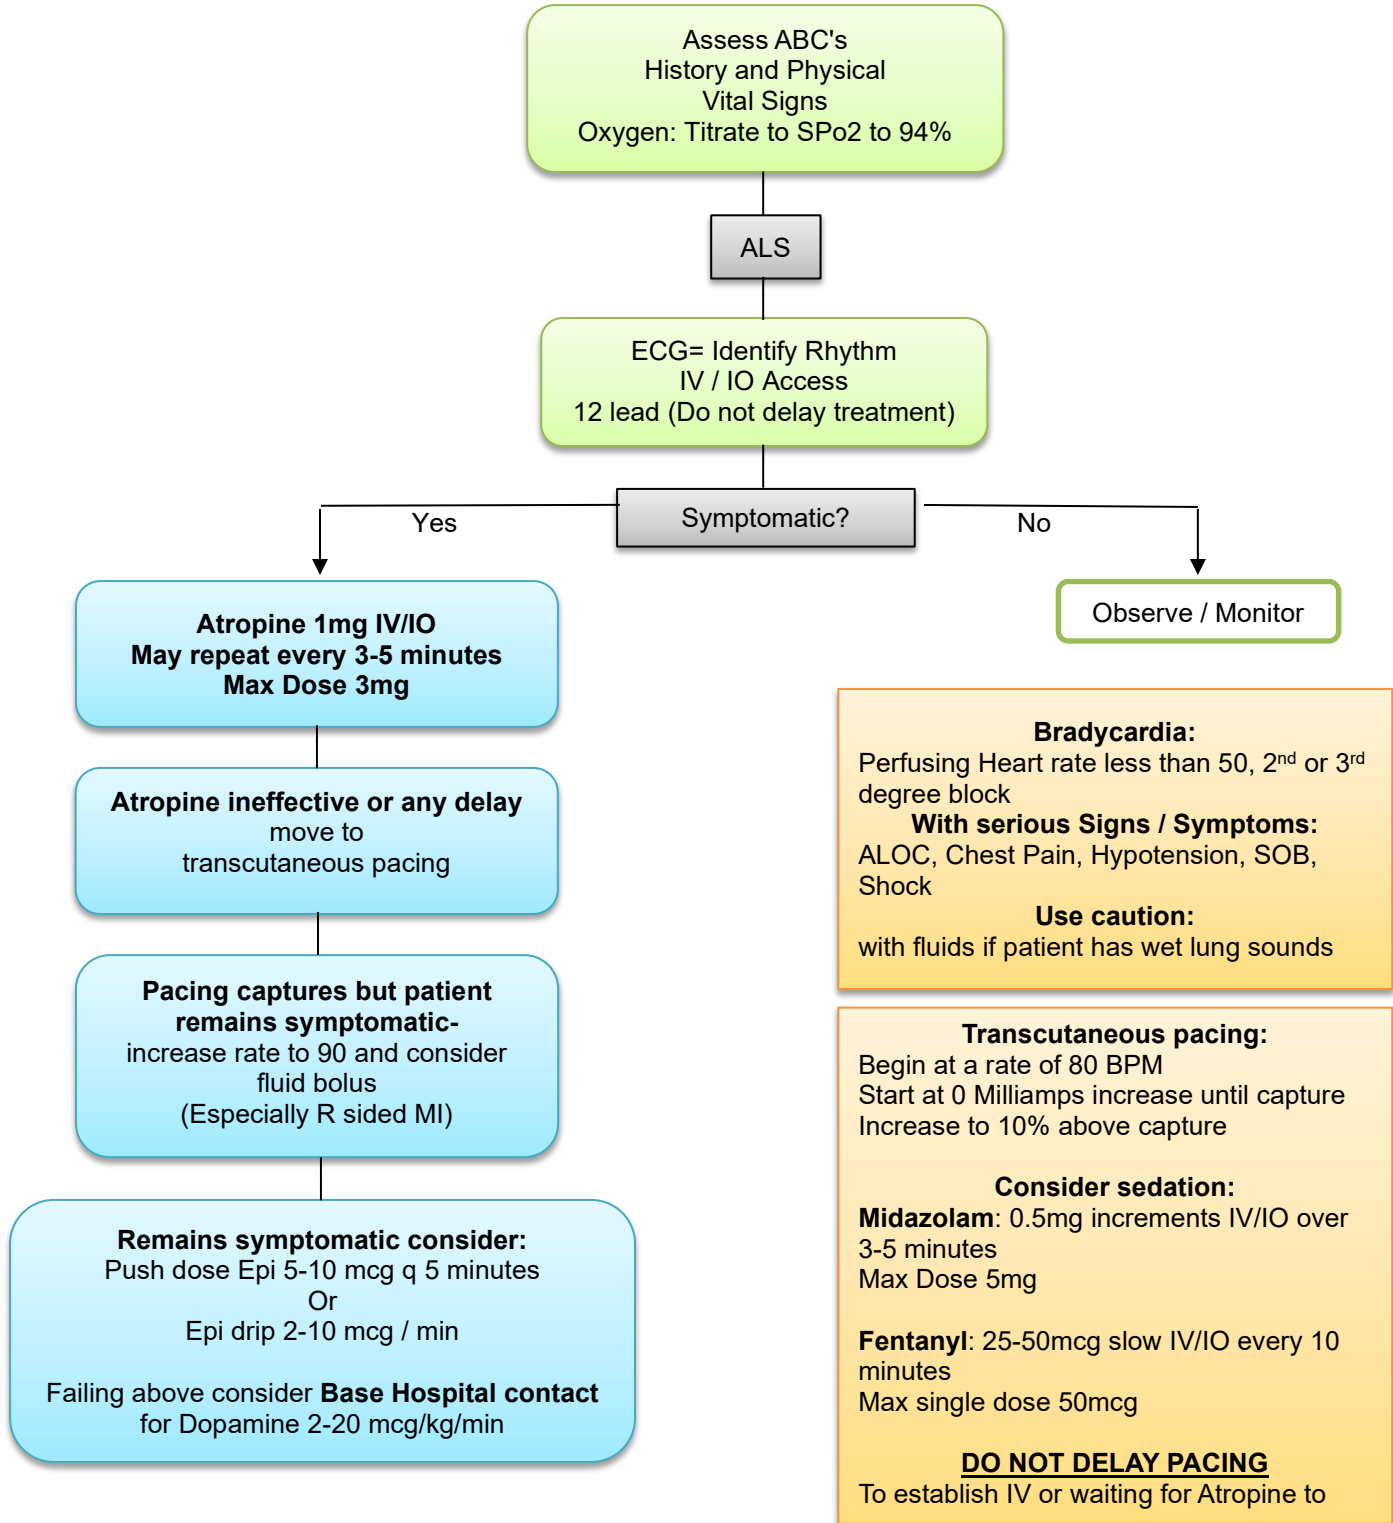 Assess ABC's
History and Physical
Vital Signs
Oxygen: Titrate to SPo2 to 94%
ALS
ECG= Identify Rhythm
IV / IO Access
12 lead (Do not delay treatment)
Symptomatic?
Yes
No
Atropine 1mg IV/IO
May repeat every 3-5 minutes
Max Dose 3mg
Observe / Monitor
Atropine ineffective or any delay
move to
transcutaneous pacing
Pacing captures but patient
remains symptomatic-
increase rate to 90 and consider
fluid bolus
(Especially R sided MI)
Remains symptomatic consider:
Push dose Epi 5-10 mcg q 5 minutes
Or
Epi drip 2-10 mcg / min
Failing above consider Base Hospital contact
for Dopamine 2-20 mcg/kg/min
Bradycardia:
Perfusing Heart rate less than 50, 2nd or 3rd
degree block
With serious Signs / Symptoms:
ALOC, Chest Pain, Hypotension, SOB,
Shock
Use caution:
with fluids if patient has wet lung sounds
Transcutaneous pacing:
Begin at a rate of 80 BPM
Start at 0 Milliamps increase until capture
Increase to 10% above capture
Consider sedation:
Midazolam: 0.5mg increments IV/IO over
3-5 minutes
Max Dose 5mg
Fentanyl: 25-50mcg slow IV/IO every 10
minutes
Max single dose 50mcg
DO NOT DELAY PACING
To establish IV or waiting for Atropine to